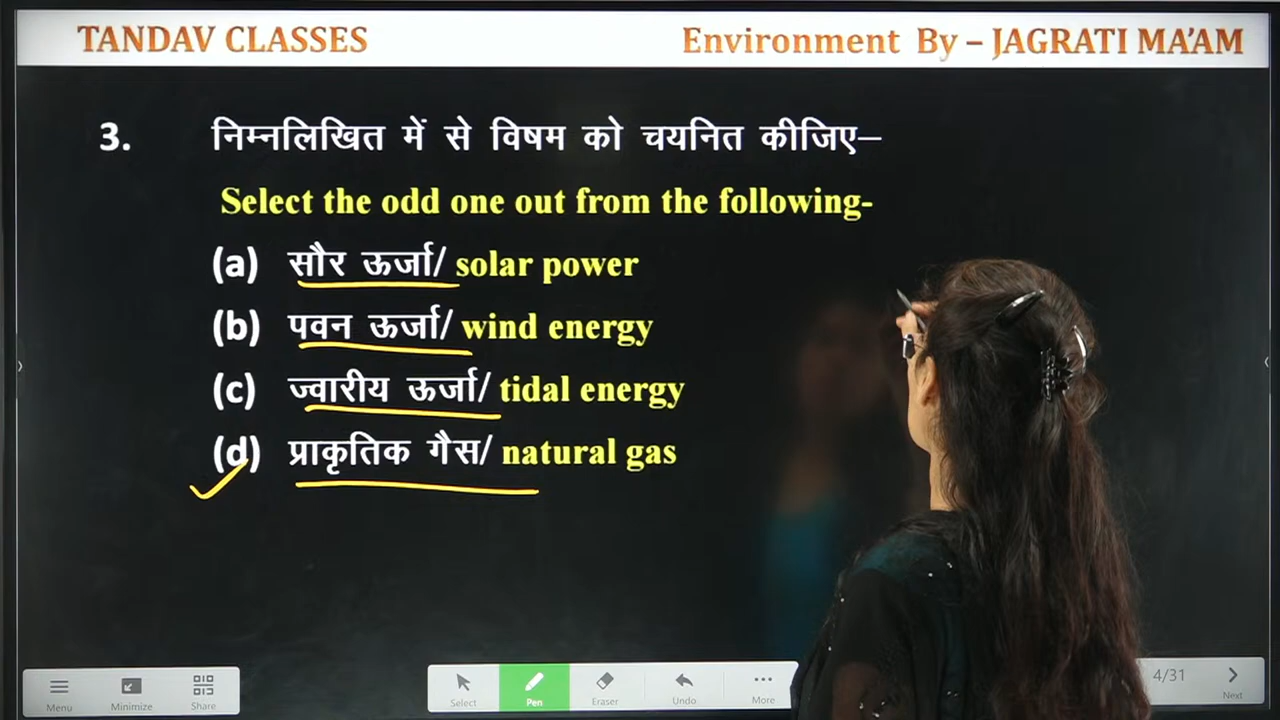 TANDAV CLASSES
Environment By – JAGRATI MA'AM
3. निम्नलिखित में से विषम को चयनित कीजिए–
Select the odd one out from the following-
(a) सौर ऊर्जा/ solar power
(b) पवन ऊर्जा/ wind energy
(c) ज्वारीय ऊर्जा/ tidal energy
(d) प्राकृतिक गैस/ natural gas
Menu Minimize Share Select Pen Eraser Undo More 4/31 Next